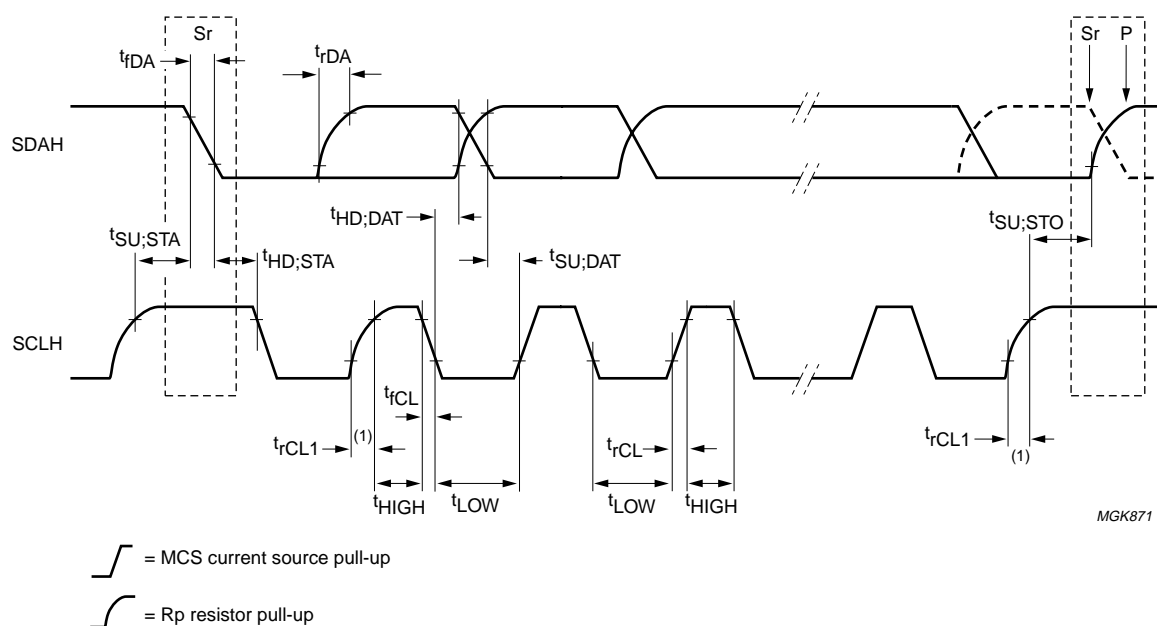 Sr
Sr P
tfDA
trDA
SDAH
tHD;DAT
tSU;STO
tSU;STA
tHD;STA
tSU;DAT
SCLH
tfCL
trCL1 (1)
trCL
trCL1 (1)
tHIGH
tLOW
tLOW
tHIGH
MGK871
= MCS current source pull-up
= Rp resistor pull-up